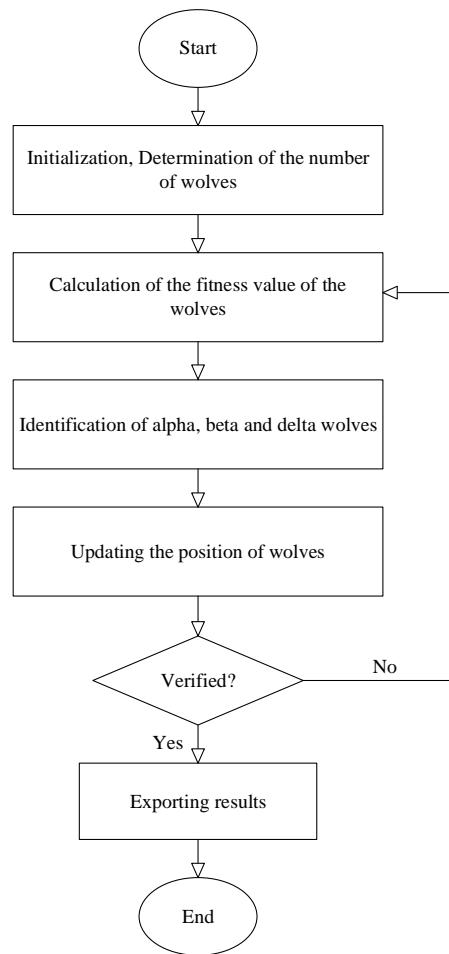 Start
Initialization, Determination of the number
of wolves
Calculation of the fitness value of the
wolves
Identification of alpha, beta and delta wolves
Updating the position of wolves
Verified?
No
Yes
Exporting results
End